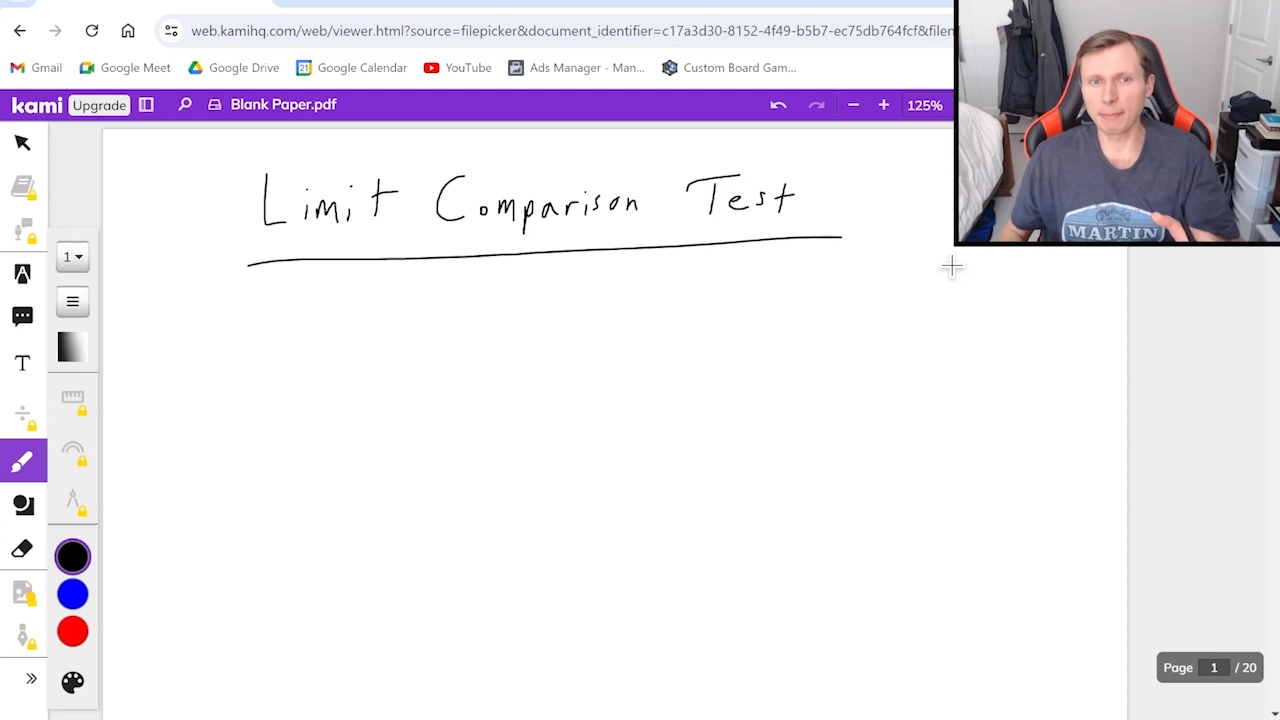 web.kamihq.com/web/viewer.html?source=filepicker&document_identifier=c17a3d30-8152-4f49-b5b7-ec75db764fcf&filen
Gmail Google Meet Google Drive 31 Google Calendar YouTube Ads Manager - Man... Custom Board Gam...
kami Upgrade Blank Paper.pdf 125%
Limit Comparison Test
MARTIN
1
T
Page 1 / 20